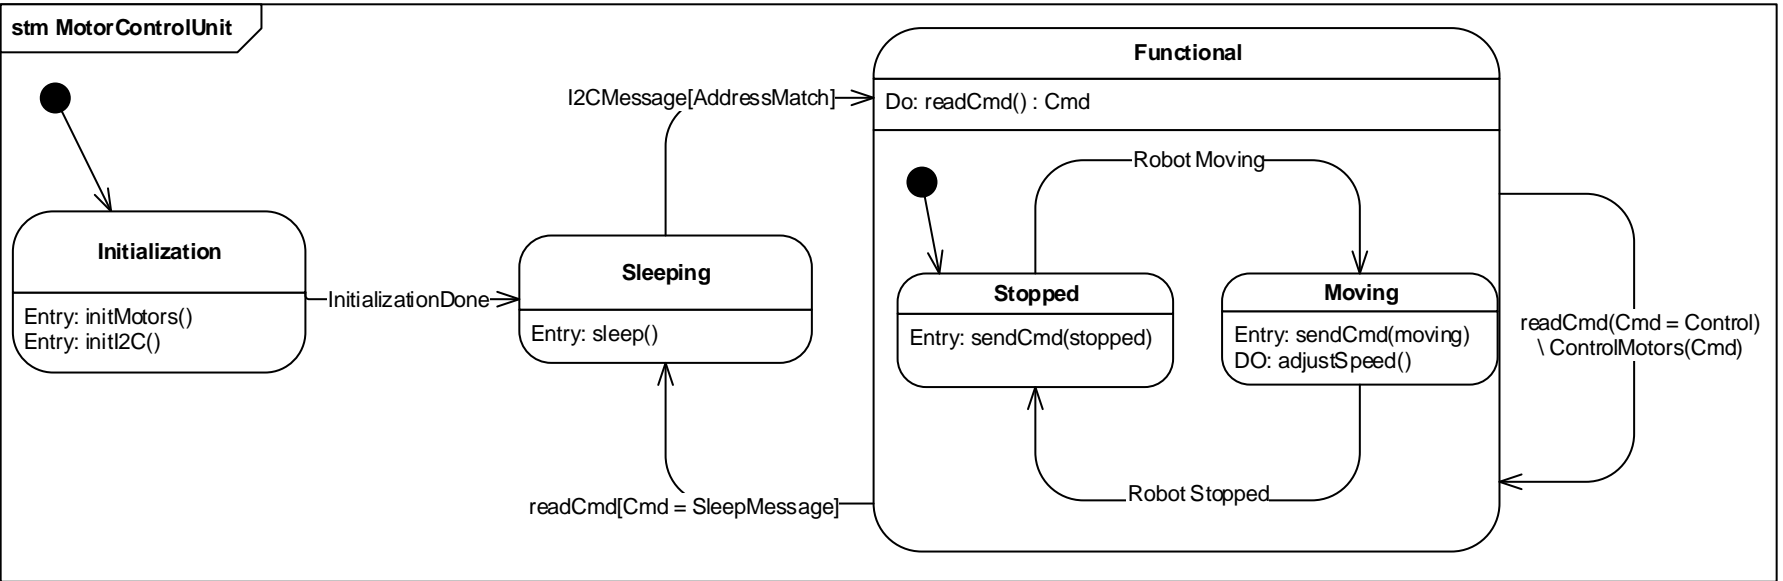 stm MotorControlUnit
Functional
I2CMessage[AddressMatch]
Do: readCmd() : Cmd
Robot Moving
Initialization
Entry: initMotors()
Entry: initI2C()
InitializationDone
Sleeping
Entry: sleep()
Stopped
Entry: sendCmd(stopped)
Moving
Entry: sendCmd(moving)
DO: adjustSpeed()
readCmd(Cmd = Control)
\ ControlMotors(Cmd)
Robot Stopped
readCmd[Cmd = SleepMessage]